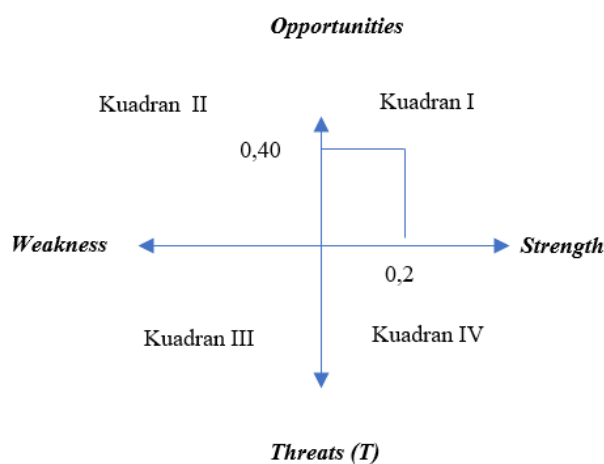 Opportunities
Kuadran II
Kuadran I
0,40
Weakness
Strength
0,2
Kuadran III
Kuadran IV
Threats (T)